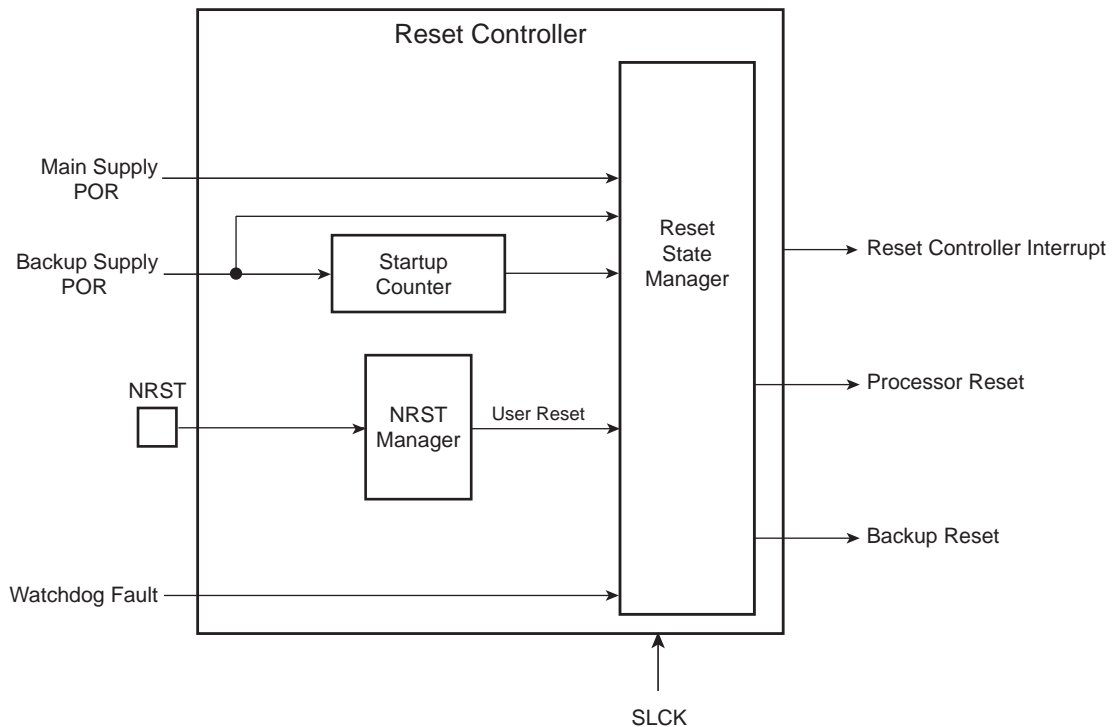 Reset Controller
Main Supply
POR
Backup Supply
POR
Startup
Counter
Reset
State
Manager
Reset Controller Interrupt
NRST
NRST
Manager
User Reset
Processor Reset
Backup Reset
Watchdog Fault
SLCK